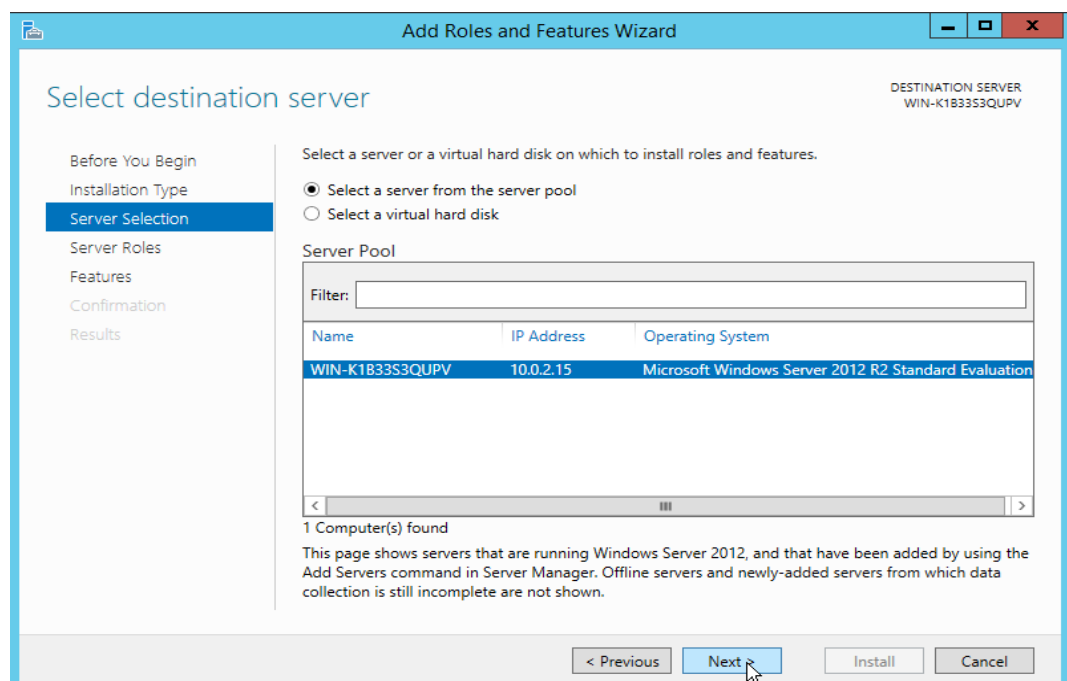 Add Roles and Features Wizard
Select destination server
DESTINATION SERVER
WIN-K1B33S3QUPV
Before You Begin
Installation Type
Server Selection
Server Roles
Features
Confirmation
Results
Select a server or a virtual hard disk on which to install roles and features.
Select a server from the server pool
Select a virtual hard disk
Server Pool
Filter:
Name IP Address Operating System
WIN-K1B33S3QUPV 10.0.2.15 Microsoft Windows Server 2012 R2 Standard Evaluation
1 Computer(s) found
This page shows servers that are running Windows Server 2012, and that have been added by using the
Add Servers command in Server Manager. Offline servers and newly-added servers from which data
collection is still incomplete are not shown.
< Previous Next > Install Cancel